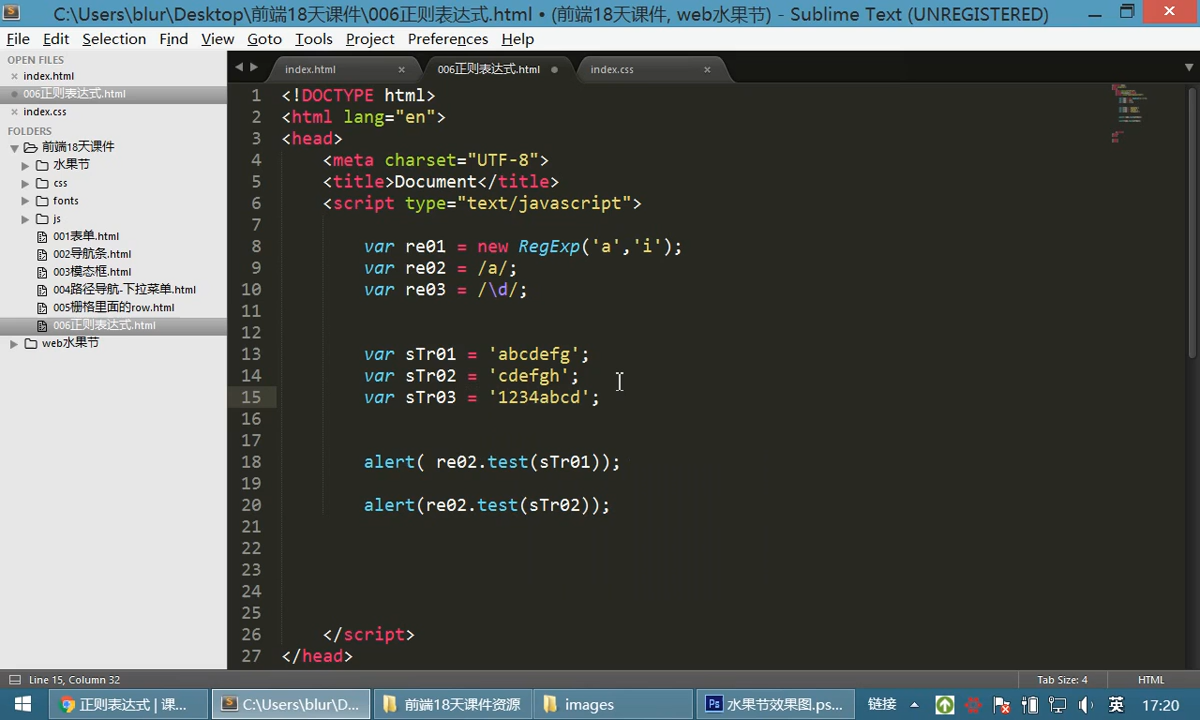 C:\Users\blur\Desktop\前端18天课件\006正则表达式.html • (前端18天课件, web水果节) - Sublime Text (UNREGISTERED)
File Edit Selection Find View Goto Tools Project Preferences Help
OPEN FILES
index.html
006正则表达式.html
index.css
FOLDERS
前端18天课件
水果节
css
fonts
js
001表单.html
002导航条.html
003模态框.html
004路径导航-下拉菜单.html
005栅格里面的row.html
006正则表达式.html
web水果节
index.html 006正则表达式.html index.css
1 <!DOCTYPE html>
2 <html lang="en">
3 <head>
4 <meta charset="UTF-8">
5 <title>Document</title>
6 <script type="text/javascript">
7
8 var re01 = new RegExp('a','i');
9 var re02 = /a/;
10 var re03 = /\d/;
11
12
13 var sTr01 = 'abcdefg';
14 var sTr02 = 'cdefgh';
15 var sTr03 = '1234abcd';
16
17
18 alert( re02.test(sTr01));
19
20 alert(re02.test(sTr02));
21
22
23
24
25
26 </script>
27 </head>
Line 15, Column 32 Tab Size: 4 HTML
正则表达式 | 课... C:\Users\blur\D... 前端18天课件资源 images 水果节效果图.ps... 链接 英 17:20